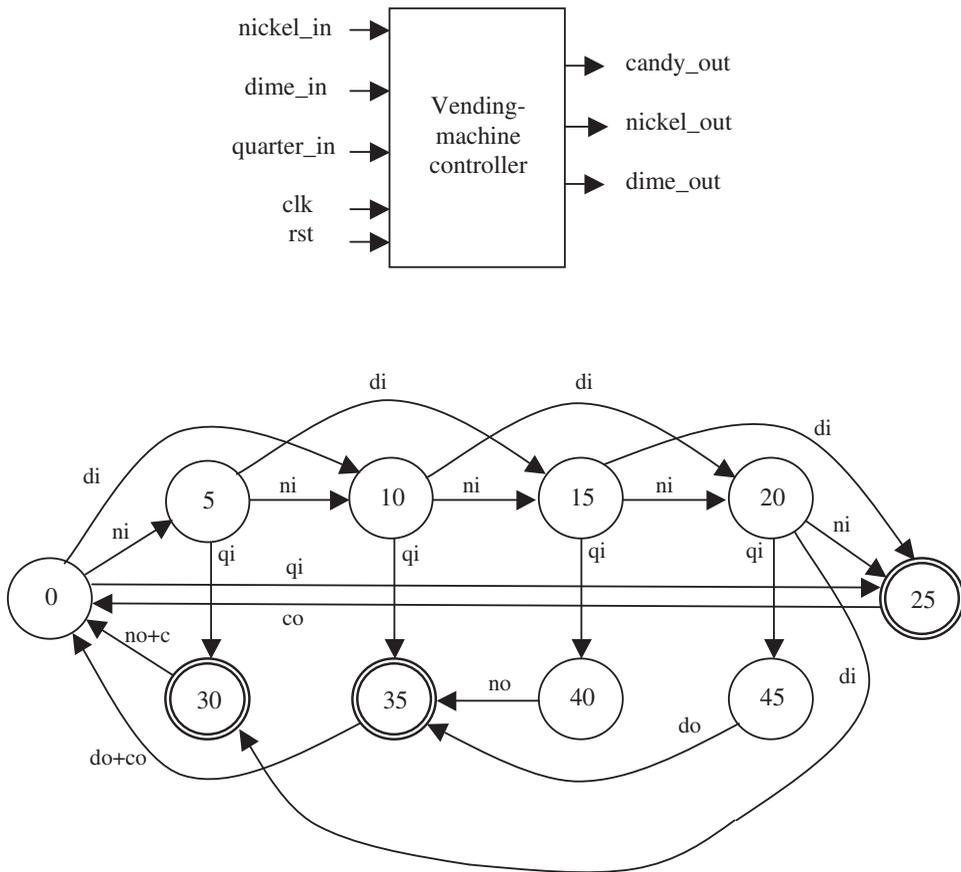 nickel_in
dime_in
quarter_in
clk
rst
Vending-
machine
controller
candy_out
nickel_out
dime_out
di
di
di
di
ni
5
ni
10
ni
15
ni
20
ni
qi
qi
qi
qi
qi
0
25
co
no+c
30
35
no
40
45
di
do
do+co